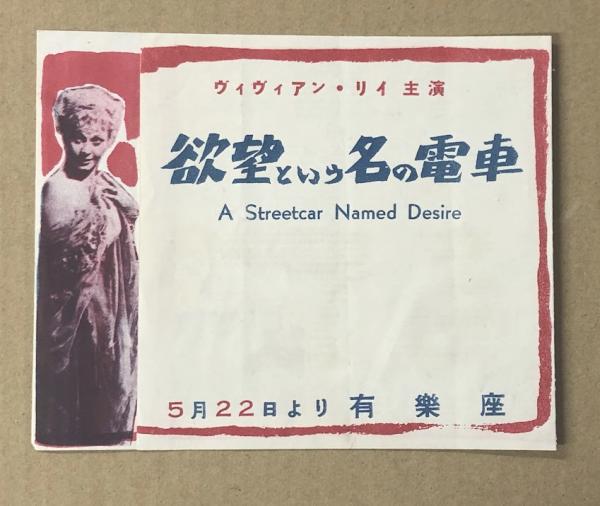 ヴィヴィアン・リイ 主演
欲望という名の電車
A Streetcar Named Desire
5月22日より 有樂座